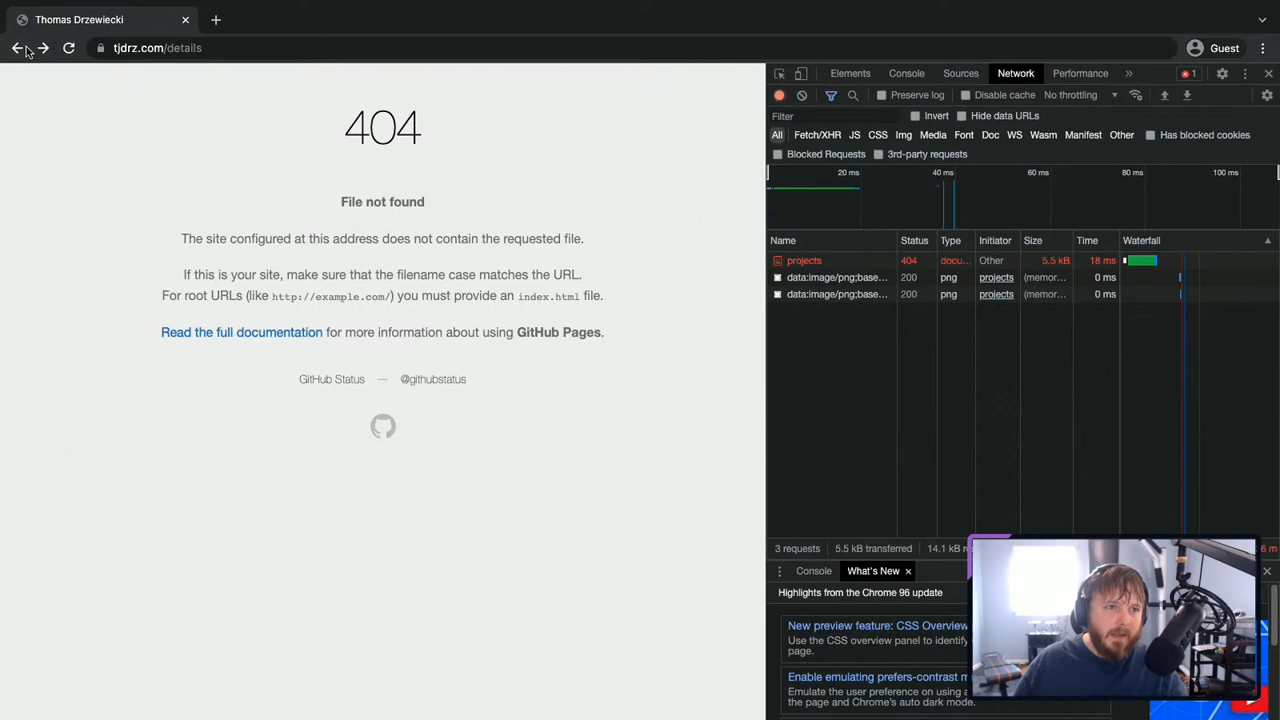 Thomas Drzewiecki
tjdrz.com/details
Guest
404
File not found
The site configured at this address does not contain the requested file.
If this is your site, make sure that the filename case matches the URL.
For root URLs (like http://example.com/) you must provide an index.html file.
Read the full documentation for more information about using GitHub Pages.
GitHub Status — @githubstatus
Elements Console Sources Network Performance » 1
Preserve log Disable cache No throttling
Filter Invert Hide data URLs
All Fetch/XHR JS CSS Img Media Font Doc WS Wasm Manifest Other Has blocked cookies
Blocked Requests 3rd-party requests
20 ms 40 ms 60 ms 80 ms 100 ms
Name Status Type Initiator Size Time Waterfall
projects 404 docu... Other 5.5 kB 18 ms
data:image/png;base... 200 png projects (memor... 0 ms
data:image/png;base... 200 png projects (memor... 0 ms
3 requests 5.5 kB transferred 14.1 kB
Console What's New
Highlights from the Chrome 96 update
New preview feature: CSS Overview
Use the CSS overview panel to identify
page.
Enable emulating prefers-contrast
Emulate the user preference on using a
the page and Chrome's auto dark mode.